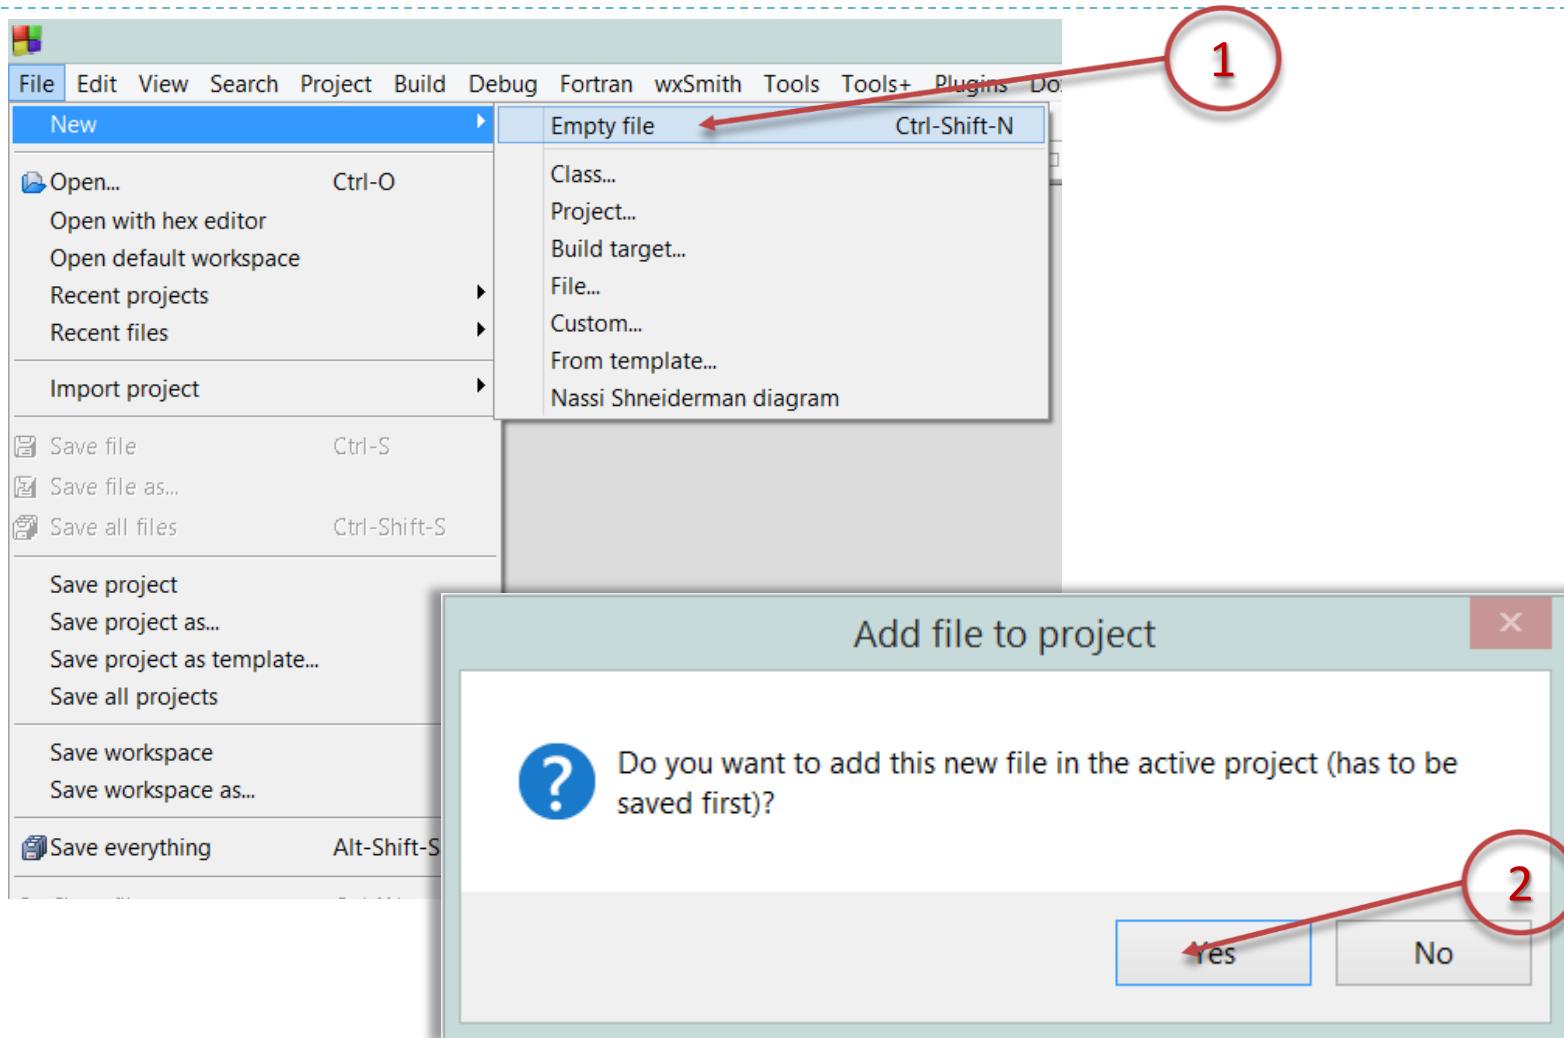 1
File Edit View Search Project Build Debug Fortran wxSmith Tools Tools+ Plugins
New
Empty file Ctrl-Shift-N
Class...
Project...
Build target...
File...
Custom...
From template...
Nassi Shneiderman diagram
Open... Ctrl-O
Open with hex editor
Open default workspace
Recent projects
Recent files
Import project
Save file Ctrl-S
Save file as...
Save all files Ctrl-Shift-S
Save project
Save project as...
Save project as template...
Save all projects
Save workspace
Save workspace as...
Save everything Alt-Shift-S
Add file to project
Do you want to add this new file in the active project (has to be
saved first)?
2
Yes No